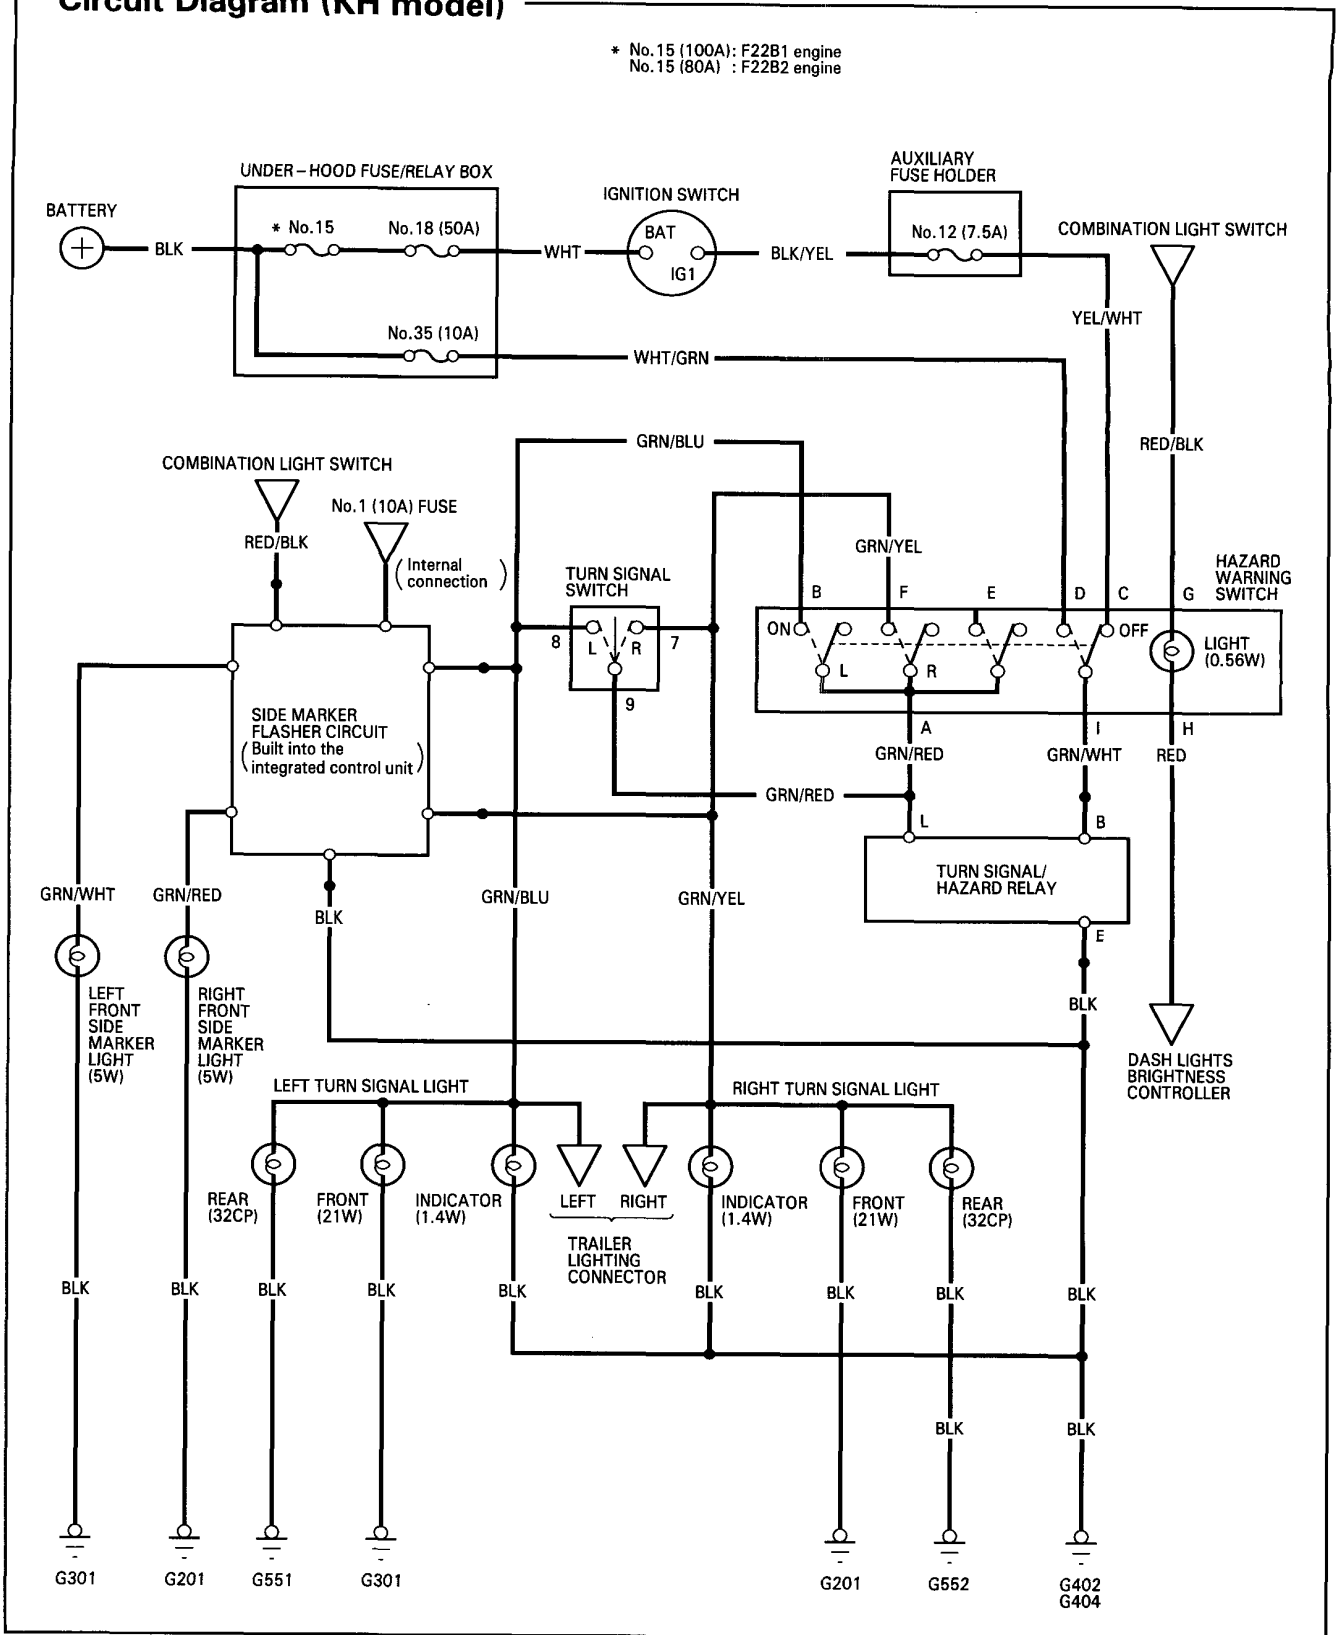 Circuit Diagram (KH model)
* No.15 (100A): F22B1 engine
No.15 (80A) : F22B2 engine
UNDER-HOOD FUSE/RELAY BOX
AUXILIARY
FUSE HOLDER
IGNITION SWITCH
BATTERY
COMBINATION LIGHT SWITCH
* No.15
No.18 (50A)
BAT
IG1
No.12 (7.5A)
BLK
WHT
BLK/YEL
YEL/WHT
No.35 (10A)
WHT/GRN
GRN/BLU
RED/BLK
COMBINATION LIGHT SWITCH
No.1 (10A) FUSE
RED/BLK
(Internal
connection)
GRN/YEL
TURN SIGNAL
SWITCH
HAZARD
WARNING
SWITCH
B
F
E
D
C
G
8
L
R
7
9
ON
OFF
L
R
LIGHT
(0.56W)
SIDE MARKER
FLASHER CIRCUIT
(Built into the
integrated control unit)
A
I
H
GRN/RED
GRN/WHT
RED
GRN/RED
L
B
TURN SIGNAL/
HAZARD RELAY
E
GRN/WHT
GRN/RED
BLK
GRN/BLU
GRN/YEL
BLK
LEFT
FRONT
SIDE
MARKER
LIGHT
(5W)
RIGHT
FRONT
SIDE
MARKER
LIGHT
(5W)
DASH LIGHTS
BRIGHTNESS
CONTROLLER
LEFT TURN SIGNAL LIGHT
RIGHT TURN SIGNAL LIGHT
REAR
(32CP)
FRONT
(21W)
INDICATOR
(1.4W)
LEFT
RIGHT
INDICATOR
(1.4W)
FRONT
(21W)
REAR
(32CP)
TRAILER
LIGHTING
CONNECTOR
BLK
BLK
BLK
BLK
BLK
BLK
BLK
BLK
BLK
BLK
BLK
G301
G201
G551
G301
G201
G552
G402
G404